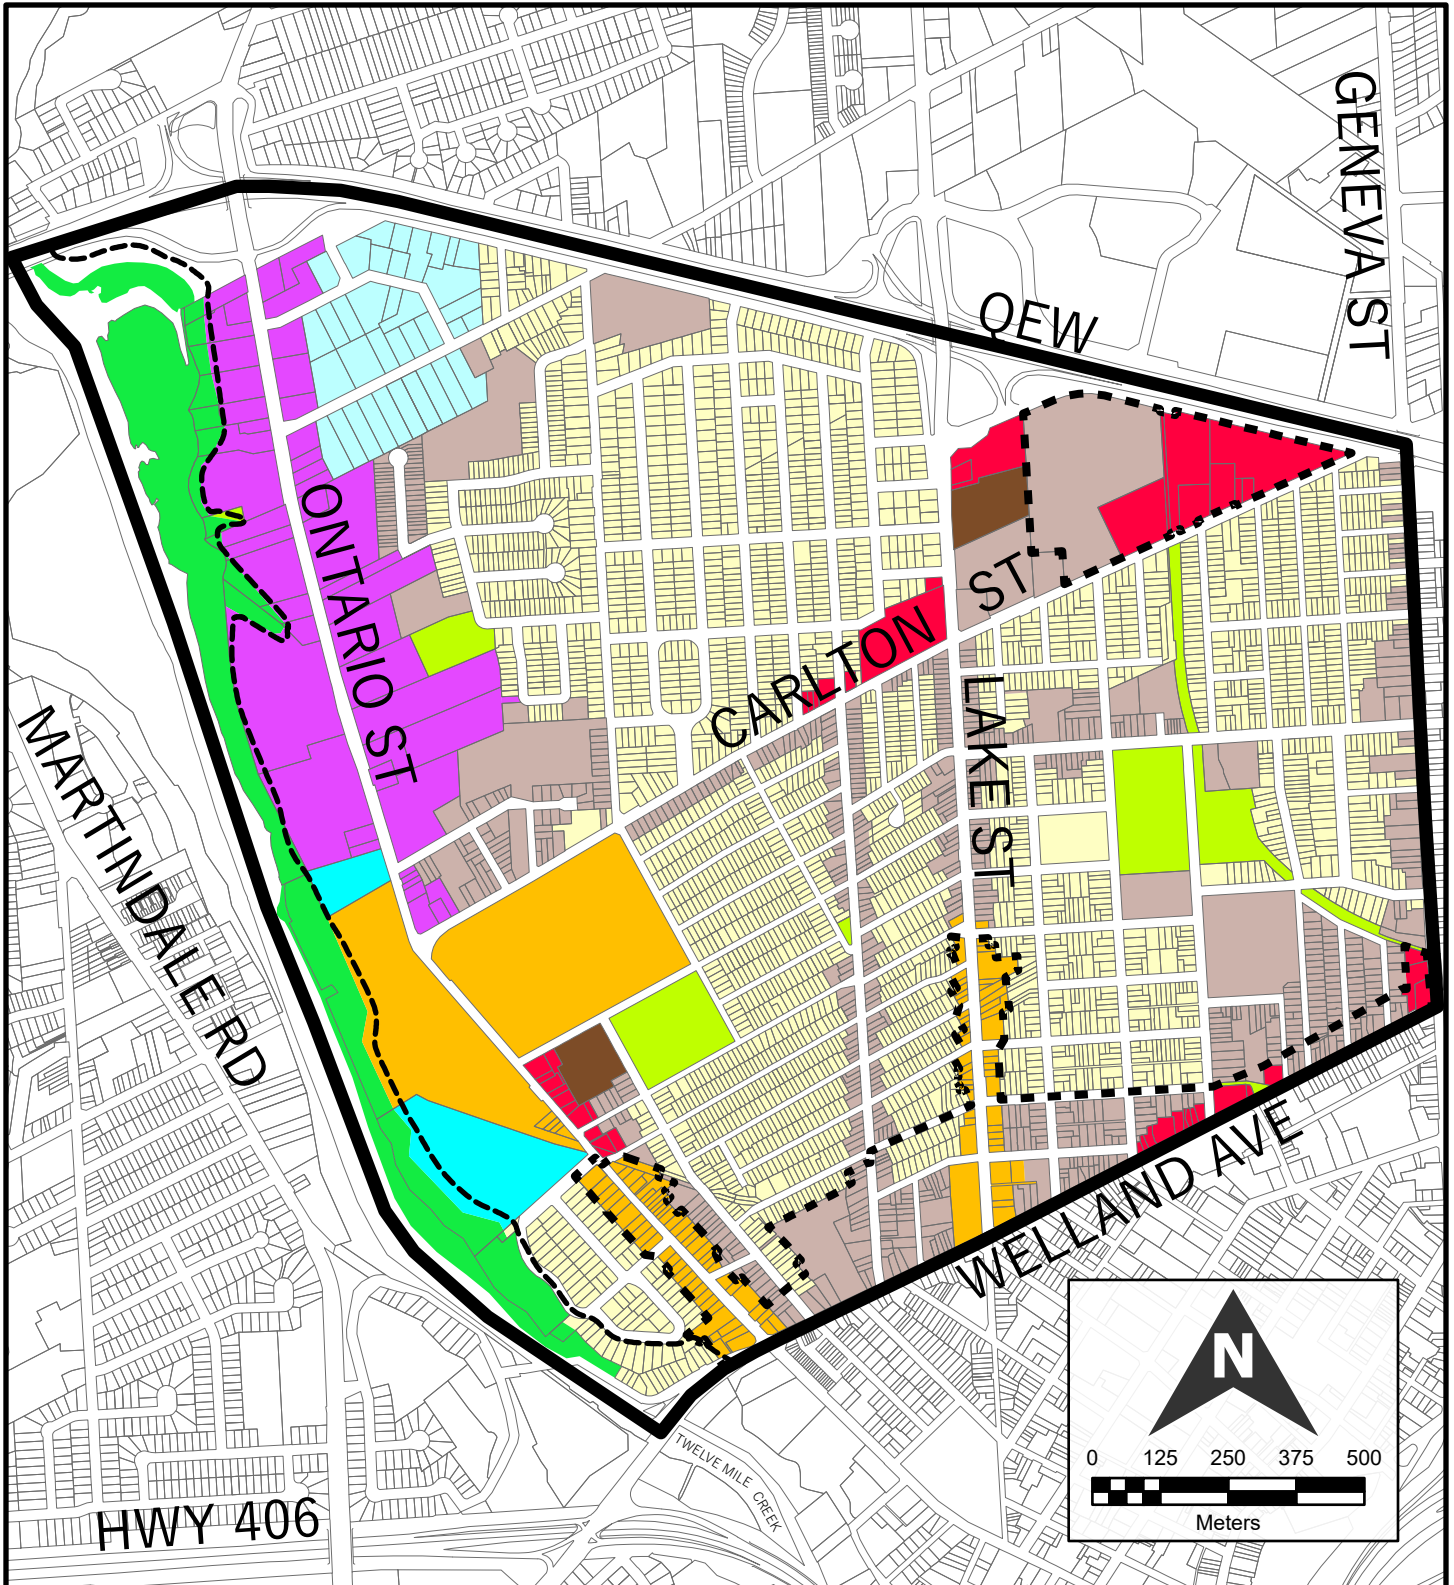 GENEVA ST
QEW
ONTARIO ST
CARLTON ST
LAKE ST
MARTINDALE RD
WELLAND AVE
N
0 125 250 375 500
Meters
TWELVE MILE CREEK
HWY 406